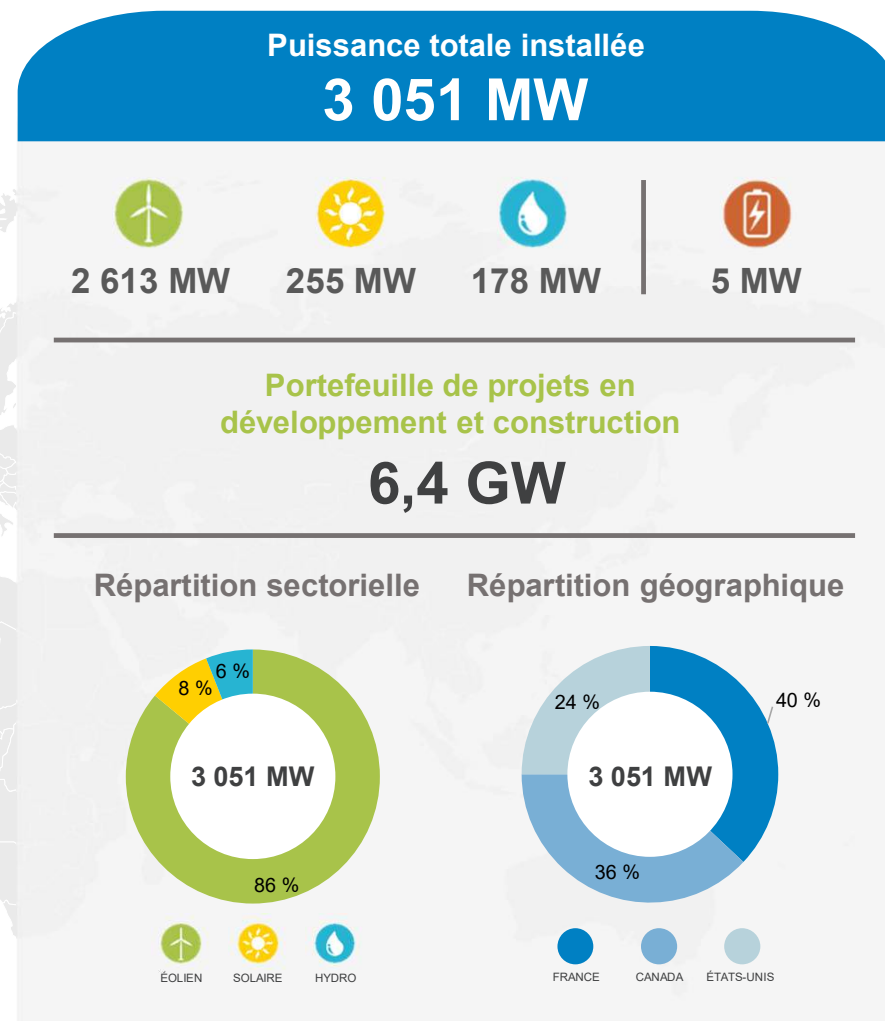 Puissance totale installée
3 051 MW
2 613 MW
255 MW
178 MW
5 MW
Portefeuille de projets en
développement et construction
6,4 GW
Répartition sectorielle
6 %
8 %
3 051 MW
86 %
ÉOLIEN
SOLAIRE
HYDRO
Répartition géographique
24 %
40 %
3 051 MW
36 %
FRANCE
CANADA
ÉTATS-UNIS